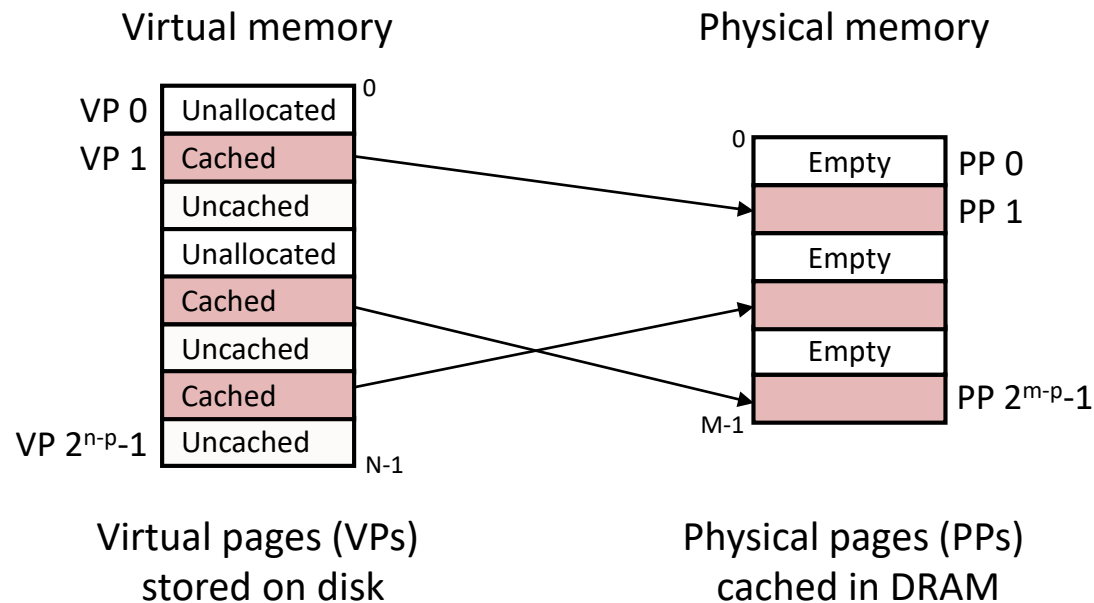 Virtual memory
Physical memory
0
VP 0
Unallocated
VP 1
Cached
Uncached
Unallocated
Cached
Uncached
Cached
VP 2ⁿ⁻ᵖ-1
Uncached
N-1
0
Empty
PP 0
PP 1
Empty
Empty
PP 2ᵐ⁻ᵖ-1
M-1
Virtual pages (VPs)
stored on disk
Physical pages (PPs)
cached in DRAM